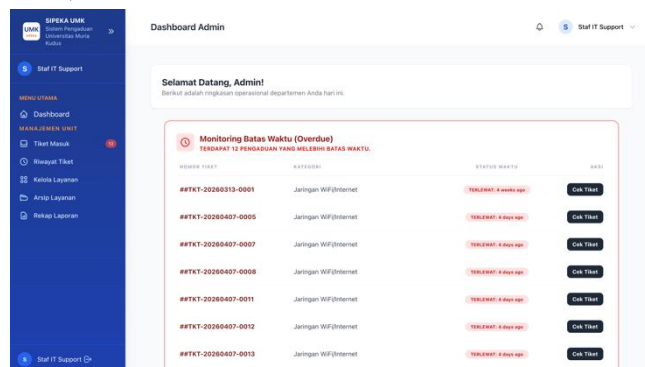 UMK
SIPEKA UMK
Sistem Pengaduan
Universitas Muria
Kudus
S Staf IT Support
MENU UTAMA
Dashboard
MANAJEMEN UNIT
Tiket Masuk
Riwayat Tiket
Kelola Layanan
Arsip Layanan
Rekap Laporan
S Staf IT Support
Dashboard Admin
S Staf IT Support
Selamat Datang, Admin!
Berikut adalah ringkasan operasional departemen Anda hari ini.
Monitoring Batas Waktu (Overdue)
TERDAPAT 12 PENGADUAN YANG MELEBIHI BATAS WAKTU.
NOMOR TIKET KATEGORI STATUS WAKTU AKSI
##TKT-20260313-0001 Jaringan WiFi/Internet TERLEWAT: 4 weeks ago Cek Tiket
##TKT-20260407-0005 Jaringan WiFi/Internet TERLEWAT: 6 days ago Cek Tiket
##TKT-20260407-0007 Jaringan WiFi/Internet TERLEWAT: 6 days ago Cek Tiket
##TKT-20260407-0008 Jaringan WiFi/Internet TERLEWAT: 6 days ago Cek Tiket
##TKT-20260407-0011 Jaringan WiFi/Internet TERLEWAT: 6 days ago Cek Tiket
##TKT-20260407-0012 Jaringan WiFi/Internet TERLEWAT: 6 days ago Cek Tiket
##TKT-20260407-0013 Jaringan WiFi/Internet TERLEWAT: 6 days ago Cek Tiket